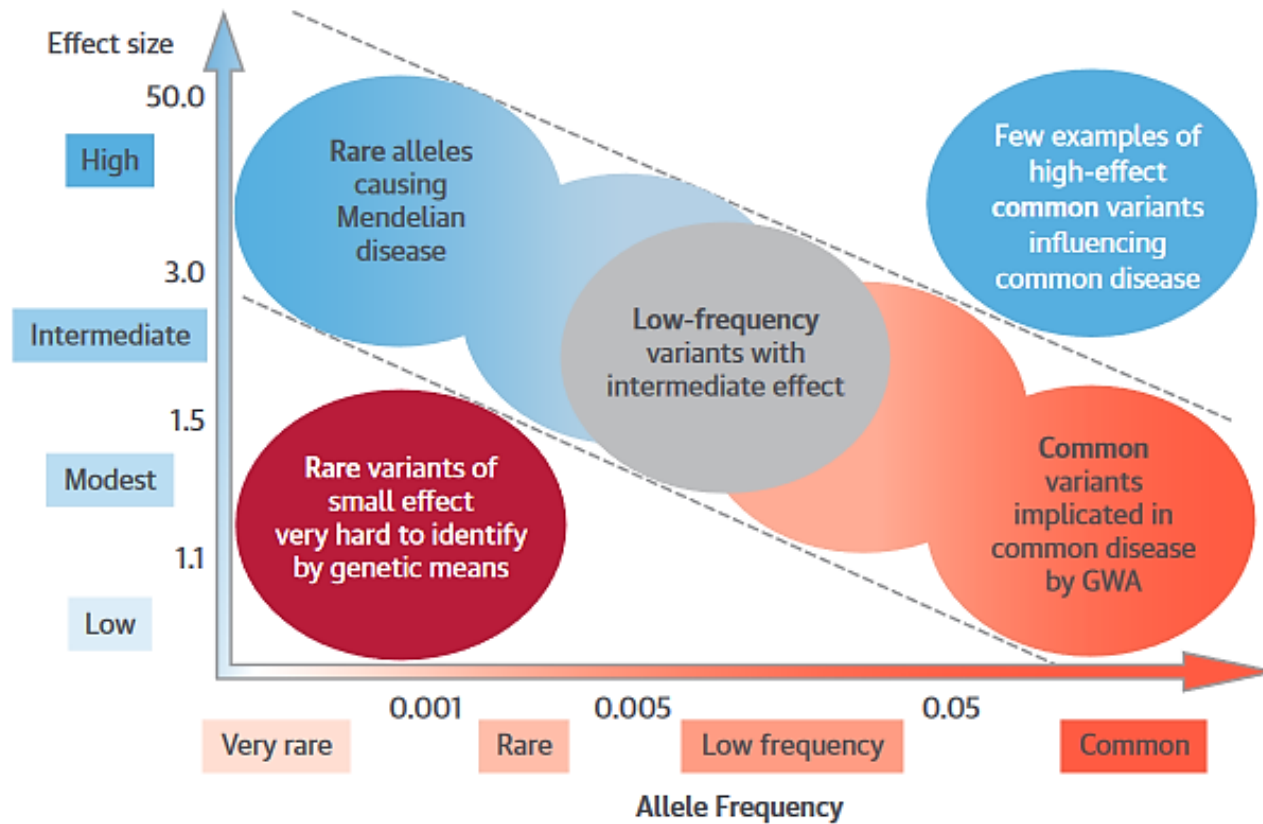 Effect size
50.0
High
3.0
Intermediate
1.5
Modest
1.1
Low
Rare alleles
causing
Mendelian
disease
Few examples of
high-effect
common variants
influencing
common disease
Low-frequency
variants with
intermediate effect
Rare variants of
small effect
very hard to identify
by genetic means
Common
variants
implicated in
common disease
by GWA
0.001
0.005
0.05
Very rare
Rare
Low frequency
Common
Allele Frequency